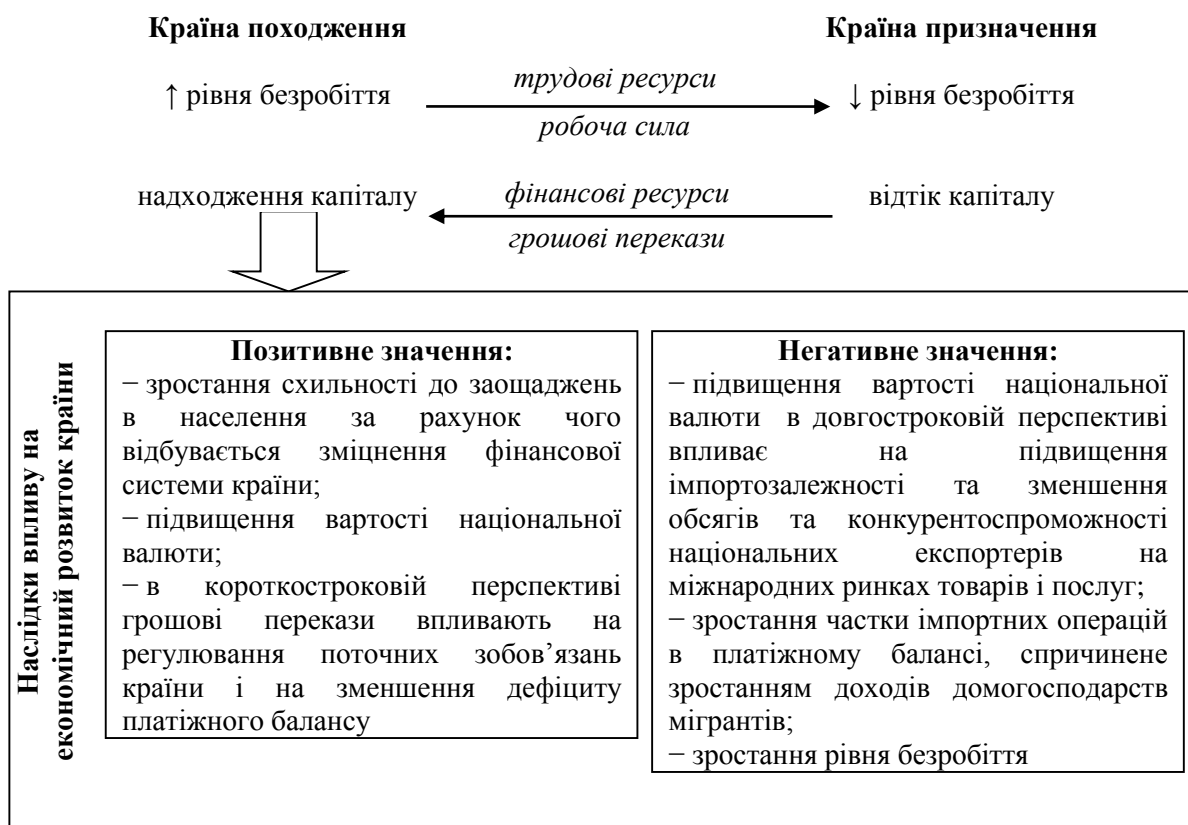 Країна походження
Країна призначення
↑ рівня безробіття
трудові ресурси
робоча сила
↓ рівня безробіття
надходження капіталу
фінансові ресурси
грошові перекази
відтік капіталу
Наслідки впливу на
економічний розвиток країни
Позитивне значення:
− зростання схильності до заощаджень
в населення за рахунок чого
відбувається зміцнення фінансової
системи країни;
− підвищення вартості національної
валюти;
− в короткостроковій перспективі
грошові перекази впливають на
регулювання поточних зобов’язань
країни і на зменшення дефіциту
платіжного балансу
Негативне значення:
− підвищення вартості національної
валюти в довгостроковій перспективі
впливає на підвищення
імпортозалежності та зменшення
обсягів та конкурентоспроможності
національних експортерів на
міжнародних ринках товарів і послуг;
− зростання частки імпортних операцій
в платіжному балансі, спричинене
зростанням доходів домогосподарств
мігрантів;
− зростання рівня безробіття